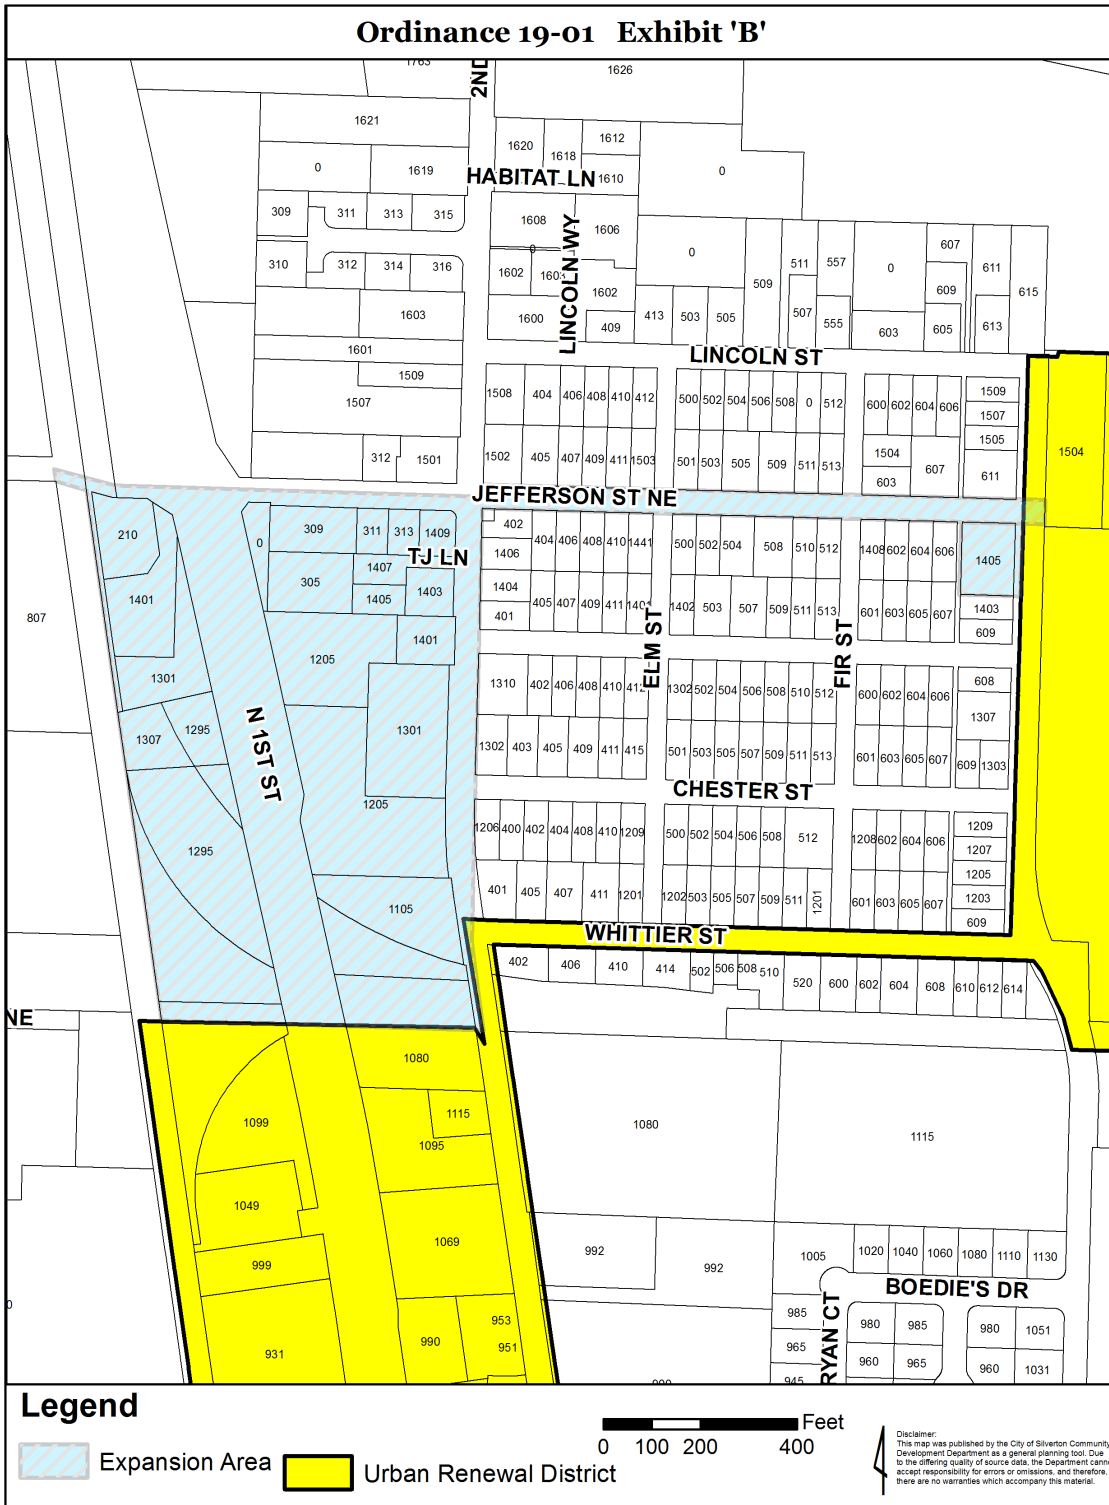 Ordinance 19-01 Exhibit 'B'
1763 2ND 1626
1621
1620 1618 1612
0 1619 HABITAT LN 1610 0
309 311 313 315 1608 1606
LINCOLN WY
310 312 314 316 0 0 511 557 0 607 611 615
1602 1602 509 609
1603 1600 409 413 503 505 507 555 603 605 613
1601 LINCOLN ST
1509
1507 1508 404 406 408 410 412 500 502 504 506 508 0 512 600 602 604 606 1509 1507
1505 1504
312 1501 1502 405 407 409 411 1503 501 503 505 509 511 513 1504 603 607 611
JEFFERSON ST NE
210 0 309 311 313 1409 402 404 406 408 410 1441 500 502 504 508 510 512 1408 602 604 606 1405
TJ LN 1406
1407
1401 305 1405 1403 1404 405 407 409 411 1402 503 507 509 511 513 601 603 605 607 1403
807 401 609
1401 ELM ST FIR ST
1205
1301 1310 402 406 408 410 1302 502 504 506 508 510 512 600 602 604 606 608
N 1ST ST
1295 1301 1307
1307 1302 403 405 409 411 415 501 503 505 507 509 511 513 601 603 605 607 609 1303
CHESTER ST
1205
1295 1206 400 402 404 408 410 1209 500 502 504 506 508 512 1208 602 604 606 1209 1207
1205
1105 401 405 407 411 1201 1202 503 505 507 509 511 1201 601 603 605 607 1203
609
WHITTIER ST
402 406 410 414 502 506 508 510 520 600 602 604 608 610 612 614
NE
1080
1099 1115 1080 1115
1095
1049
1069 992 992 1005 1020 1040 1060 1080 1110 1130
999
BOEDIE'S DR
0 953 985 RYAN CT 980 985 980 1051
931 990 951 965 960 965 960 1031
945
Legend
Expansion Area
Urban Renewal District
Feet
0 100 200 400
Disclaimer:
This map was published by the City of Silverton Community
Development Department as a general planning tool. Due
to the differing quality of source data, the Department
accept responsibility for errors or omissions, and therefore,
there are no warranties which accompany this material.